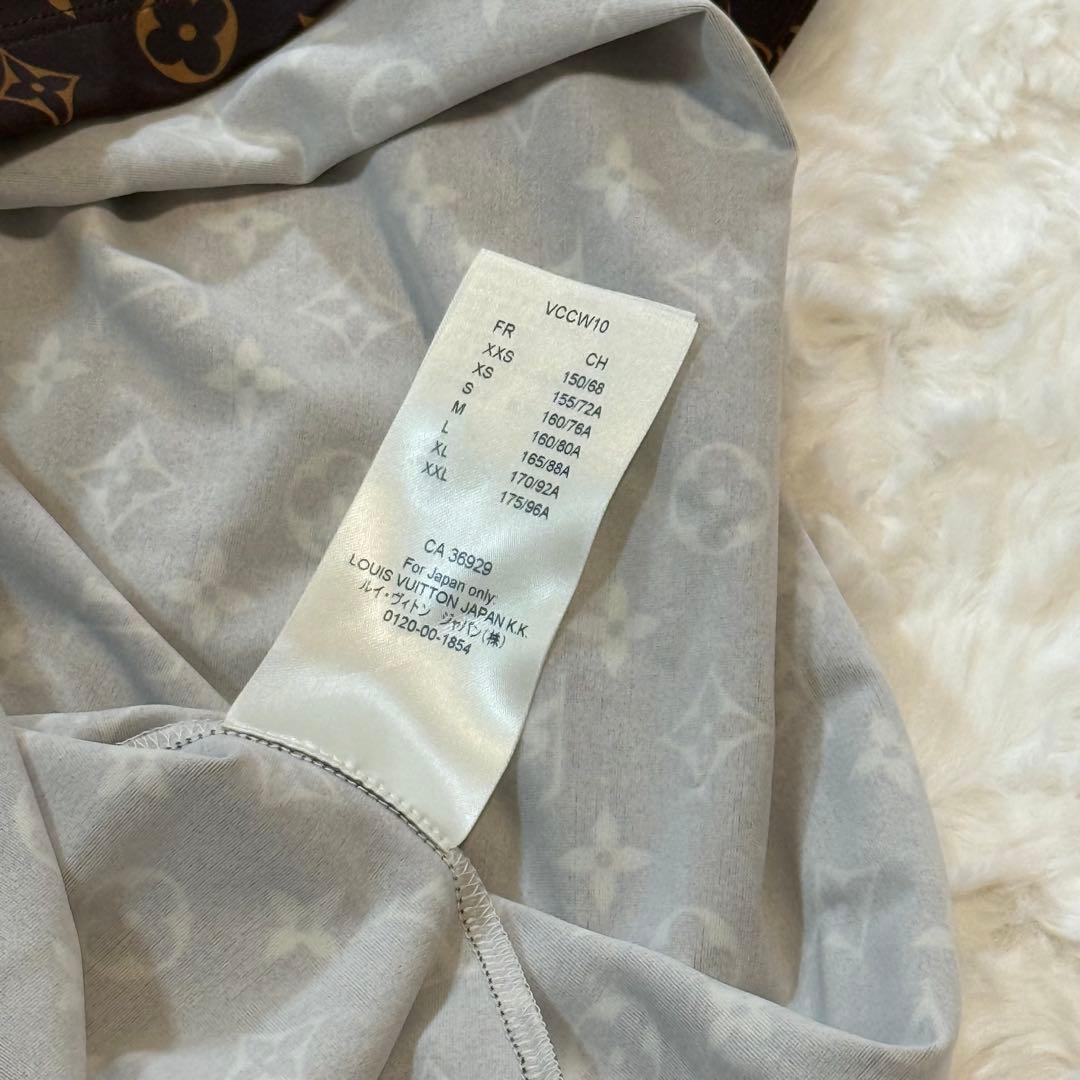 VCCW10
FR CH
XXS 150/68
XS 155/72A
S 160/76A
M 160/80A
L 165/88A
XL 170/92A
XXL 175/96A
CA 36929
For Japan only:
LOUIS VUITTON JAPAN K.K.
ルイ・ヴィトン ジャパン(株)
0120-00-1854